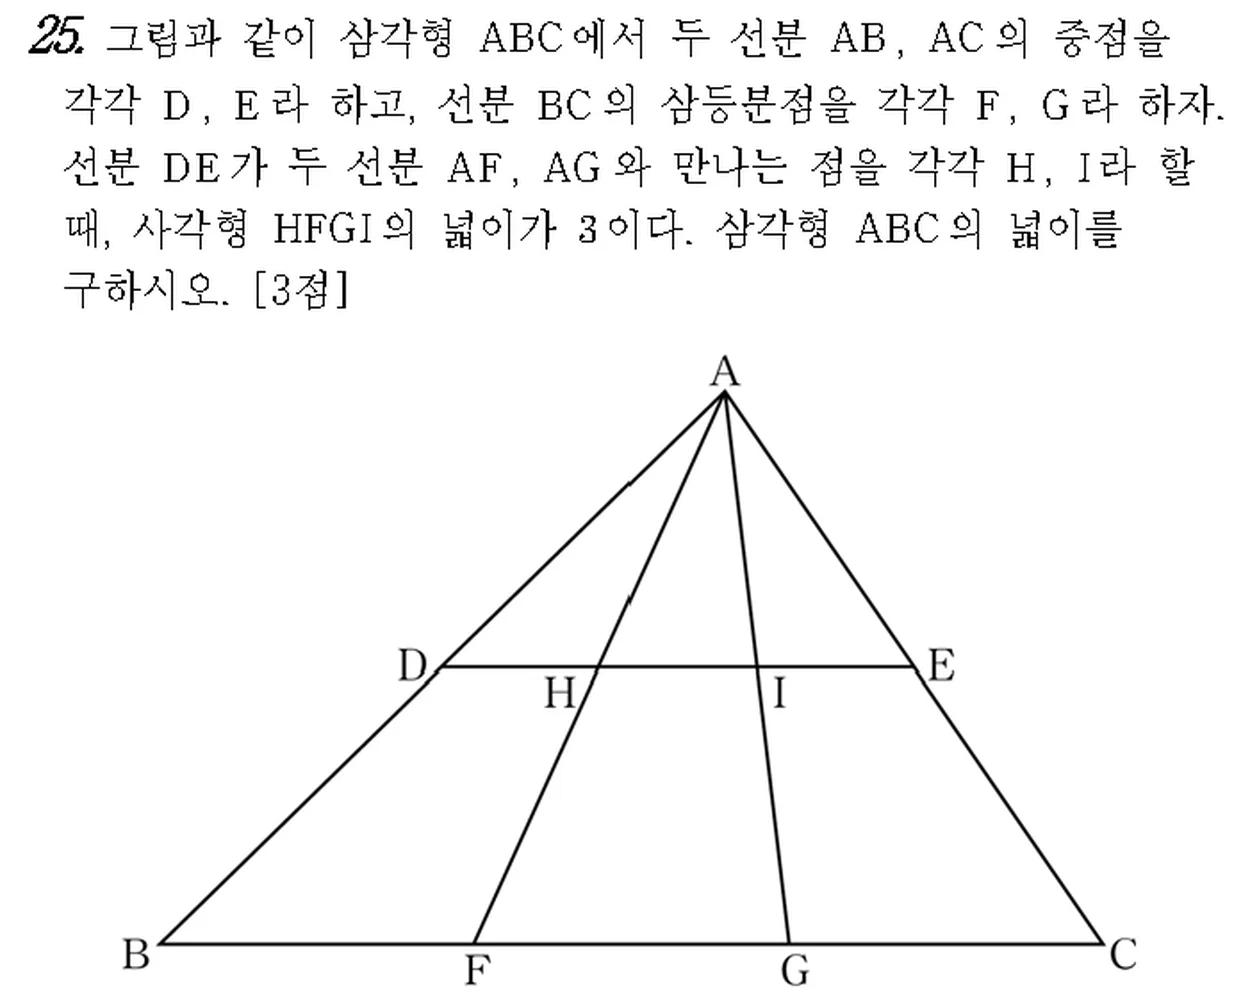 25. 그림과 같이 삼각형 ABC에서 두 선분 AB, AC의 중점을
각각 D, E라 하고, 선분 BC의 삼등분점을 각각 F, G라 하자.
선분 DE가 두 선분 AF, AG와 만나는 점을 각각 H, I라 할
때, 사각형 HFGI의 넓이가 3이다. 삼각형 ABC의 넓이를
구하시오. [3점]
A
D
H
I
E
B
F
G
C